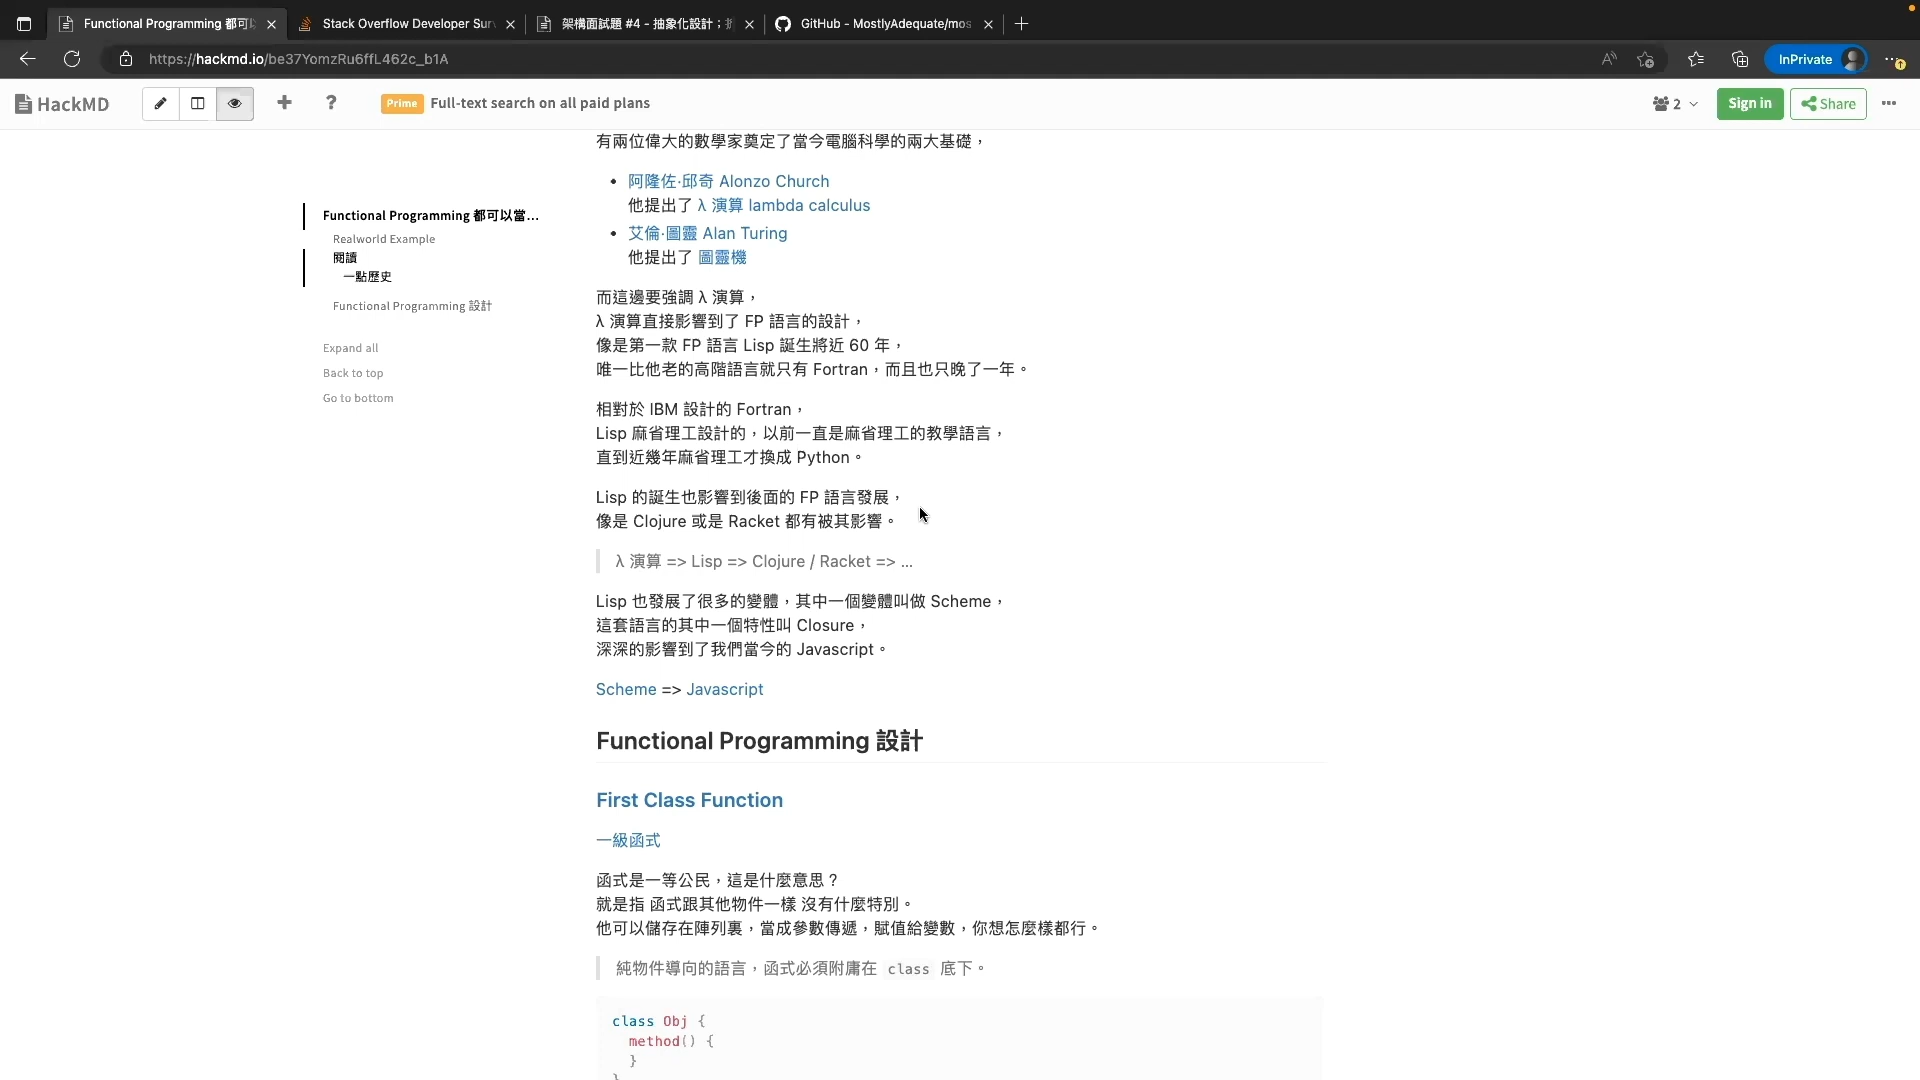 Functional Programming 都可以
Stack Overflow Developer Sur
架構面試題 #4 - 抽象化設計；
GitHub - MostlyAdequate/mos
https://hackmd.io/be37YomzRu6ffL462c_b1A
InPrivate
HackMD
Prime Full-text search on all paid plans
2
Sign in
Share
Functional Programming 都可以當...
Realworld Example
閱讀
一點歷史
Functional Programming 設計
Expand all
Back to top
Go to bottom
有兩位偉大的數學家奠定了當今電腦科學的兩大基礎，
阿隆佐·邱奇 Alonzo Church
他提出了 λ 演算 lambda calculus
艾倫·圖靈 Alan Turing
他提出了 圖靈機
而這邊要強調 λ 演算，
λ 演算直接影響到了 FP 語言的設計，
像是第一款 FP 語言 Lisp 誕生將近 60 年，
唯一比他老的高階語言就只有 Fortran，而且也只晚了一年。
相對於 IBM 設計的 Fortran，
Lisp 麻省理工設計的，以前一直是麻省理工的教學語言，
直到近幾年麻省理工才換成 Python。
Lisp 的誕生也影響到後面的 FP 語言發展，
像是 Clojure 或是 Racket 都有被其影響。
λ 演算 => Lisp => Clojure / Racket => ...
Lisp 也發展了很多的變體，其中一個變體叫做 Scheme，
這套語言的其中一個特性叫 Closure，
深深的影響到了我們當今的 Javascript。
Scheme => Javascript
Functional Programming 設計
First Class Function
一級函式
函式是一等公民，這是什麼意思？
就是指 函式跟其他物件一樣 沒有什麼特別。
他可以儲存在陣列裏，當成參數傳遞，賦值給變數，你想怎麼樣都行。
純物件導向的語言，函式必須附庸在 class 底下。
class Obj {
method() {
}
}